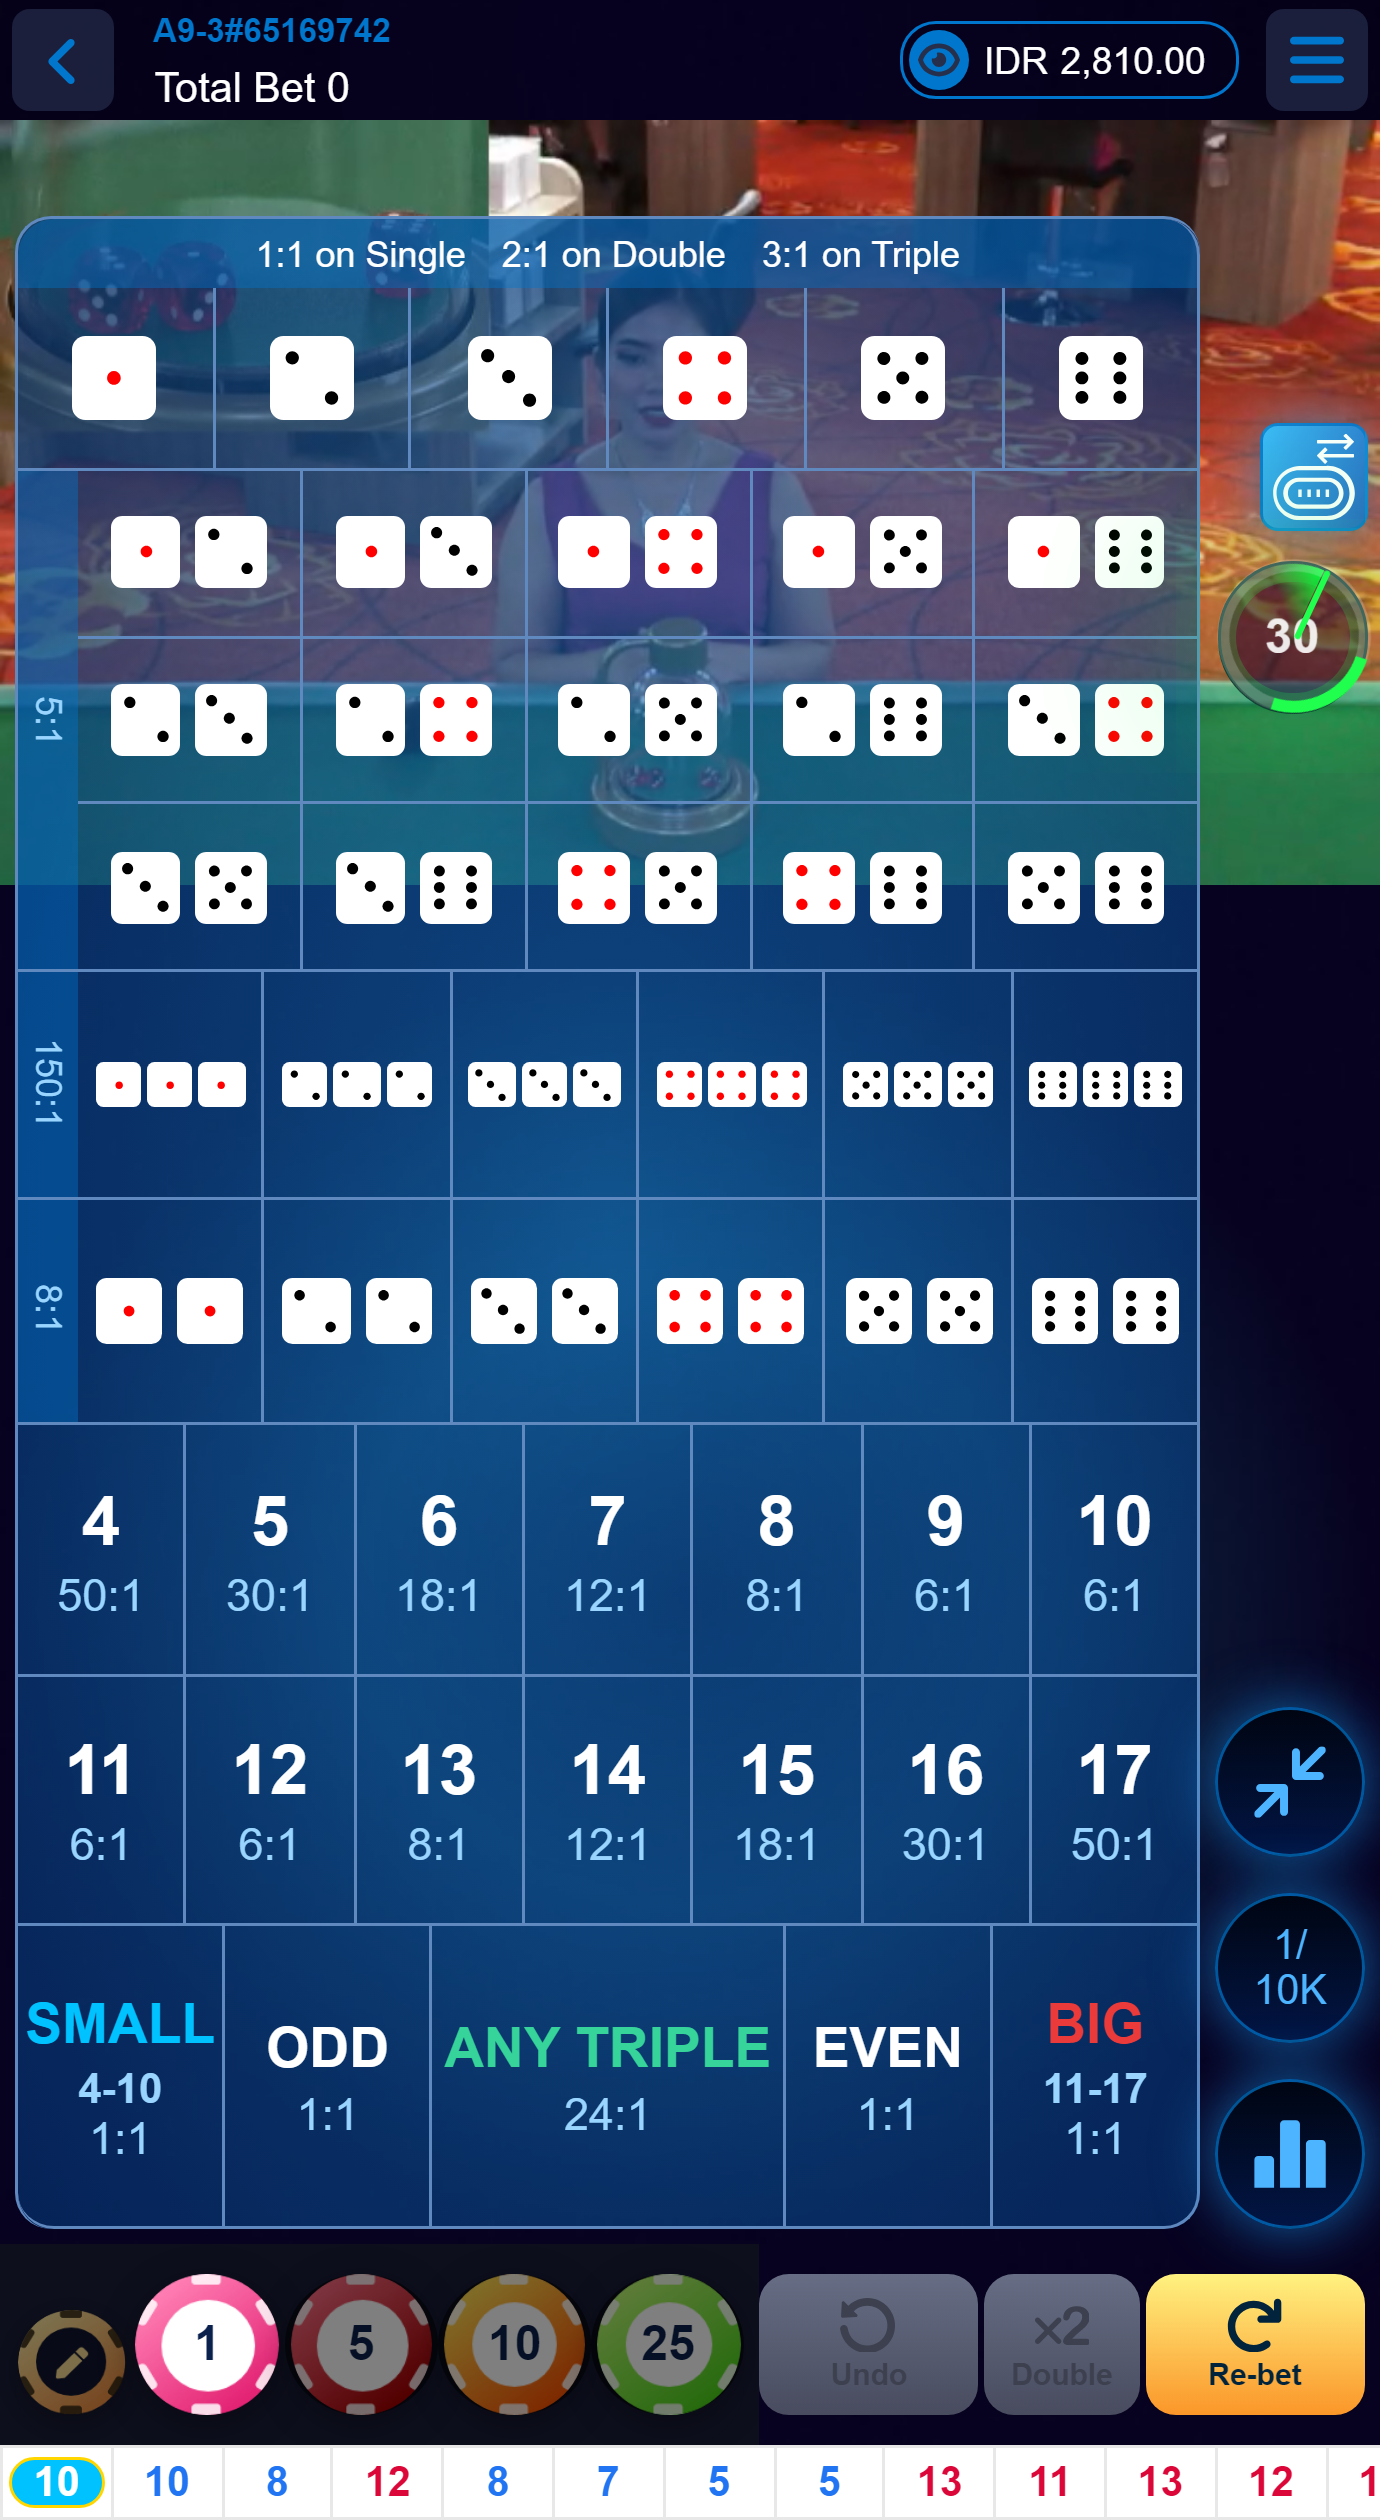 A9-3#65169742
Total Bet 0
IDR 2,810.00
1:1 on Single 2:1 on Double 3:1 on Triple
30
5:1
150:1
8:1
4 5 6 7 8 9 10
50:1 30:1 18:1 12:1 8:1 6:1 6:1
11 12 13 14 15 16 17
6:1 6:1 8:1 12:1 18:1 30:1 50:1
1/
10K
SMALL
4-10
1:1
ODD
1:1
ANY TRIPLE
24:1
EVEN
1:1
BIG
11-17
1:1
1 5 10 25
Undo
x2
Double
Re-bet
10 10 8 12 8 7 5 5 13 11 13 12